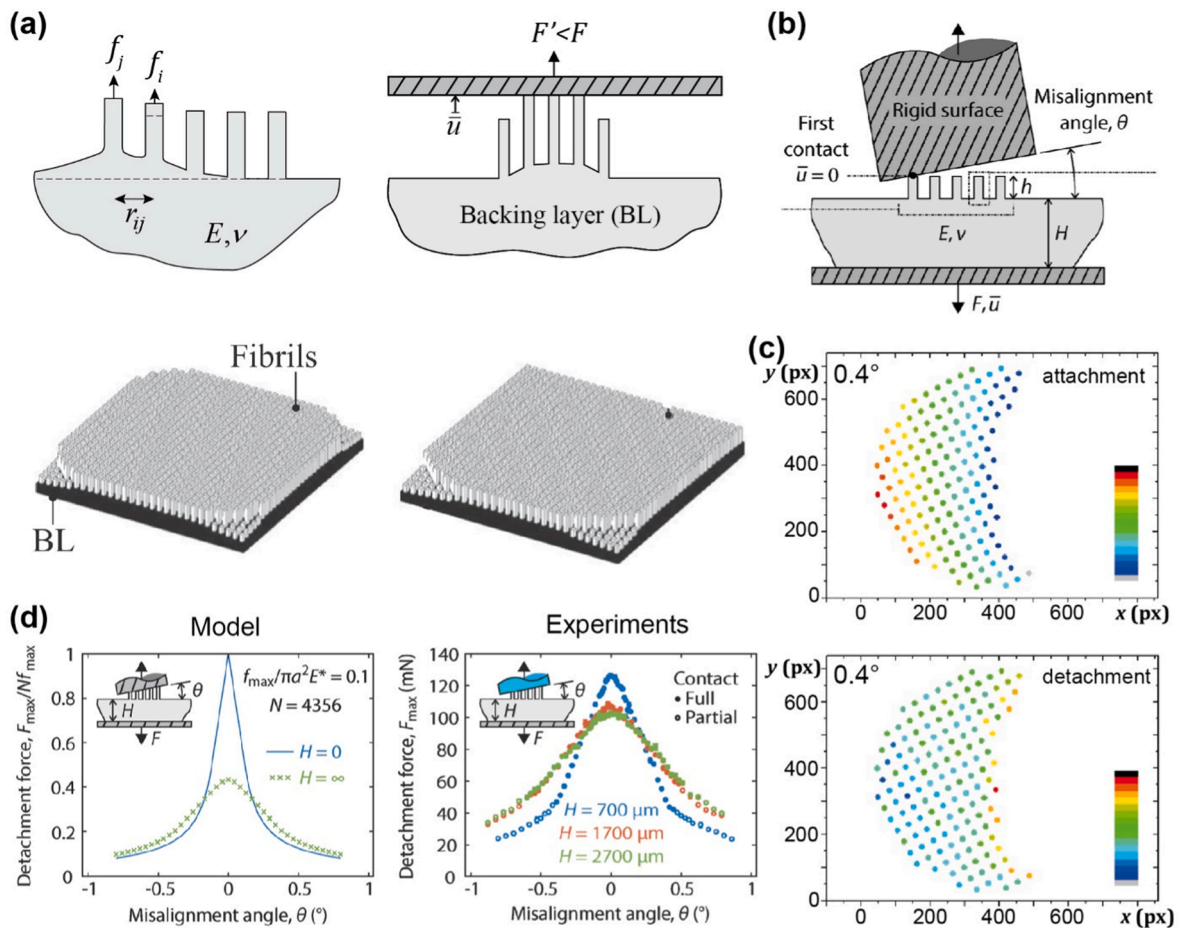 (a)
f_j
f_i
r_ij
E, ν
F'<F
ū
Backing layer (BL)
Fibrils
BL
(b)
Rigid surface
Misalignment
angle, θ
First
contact
ū=0
h
E, ν
H
F, ū
(c)
y (px)
0.4°
attachment
600
400
200
0
0
200
400
600
x (px)
y (px)
0.4°
detachment
600
400
200
0
0
200
400
600
x (px)
(d)
Model
Detachment force, F_max/Nf_max
1
0.8
0.6
0.4
0.2
0
-1
-0.5
0
0.5
1
Misalignment angle, θ (°)
θ
H
F
f_max/πa²E* = 0.1
N = 4356
H = 0
H = ∞
Experiments
Detachment force, F_max (mN)
140
120
100
80
60
40
20
0
-1
-0.5
0
0.5
1
Misalignment angle, θ (°)
θ
H
F
Contact
Full
Partial
H = 700 µm
H = 1700 µm
H = 2700 µm